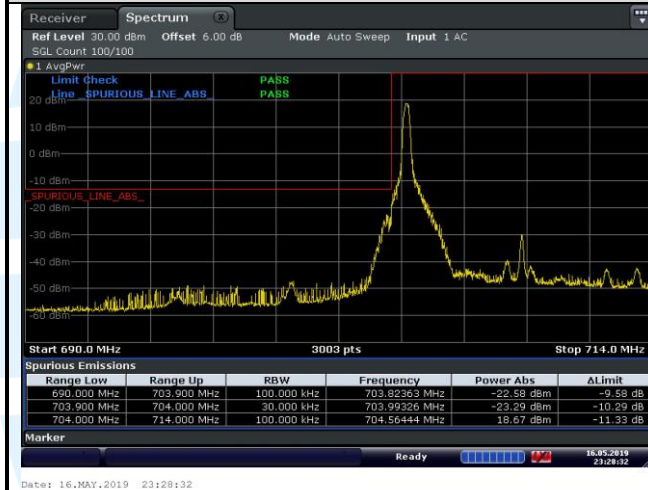 Receiver Spectrum
Ref Level 30.00 dBm Offset 6.00 dB Mode Auto Sweep Input 1 AC
SGL Count 100/100
1 AvgPwr
Limit Check PASS
Line _SPURIOUS_LINE_ABS_ PASS
20 dBm
10 dBm
0 dBm
-10 dBm
_SPURIOUS_LINE_ABS_
-20 dBm
-30 dBm
-40 dBm
-50 dBm
-60 dBm
Start 690.0 MHz 3003 pts Stop 714.0 MHz
Spurious Emissions
Range Low Range Up RBW Frequency Power Abs ΔLimit
690.000 MHz 703.900 MHz 100.000 kHz 703.82363 MHz -22.58 dBm -9.58 dB
703.900 MHz 704.000 MHz 30.000 kHz 703.99326 MHz -23.29 dBm -10.29 dB
704.000 MHz 714.000 MHz 100.000 kHz 704.56444 MHz 18.67 dBm -11.33 dB
Marker
Ready 16.05.2019
23:28:32
Date: 16.MAY.2019 23:28:32